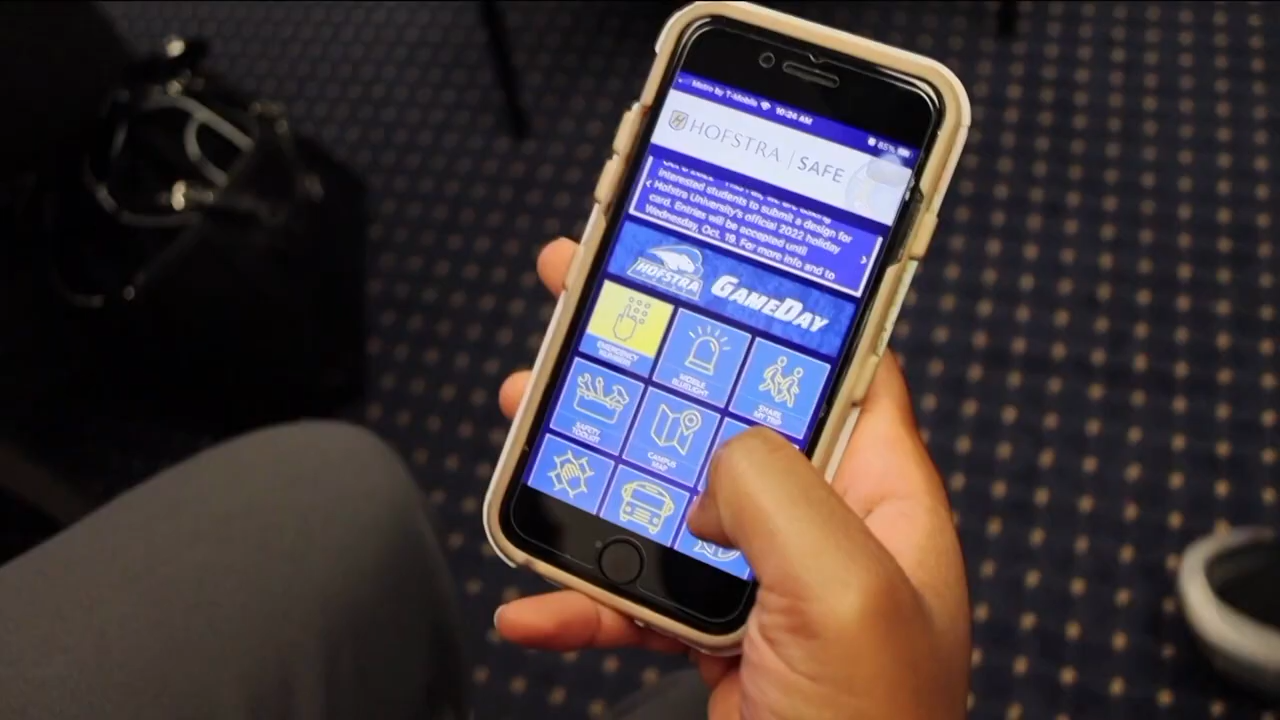 Metro by T-Mobile 10:24 AM
85%
HOFSTRA | SAFE
interested students to submit a design for
Hofstra University's official 2022 holiday
card. Entries will be accepted until
Wednesday, Oct. 19. For more info and to
HOFSTRA
GAMEDAY
EMERGENCY
MOBILE
BLUELIGHT
SHARE
MY TRIP
SAFETY
TOOLKIT
CAMPUS
MAP